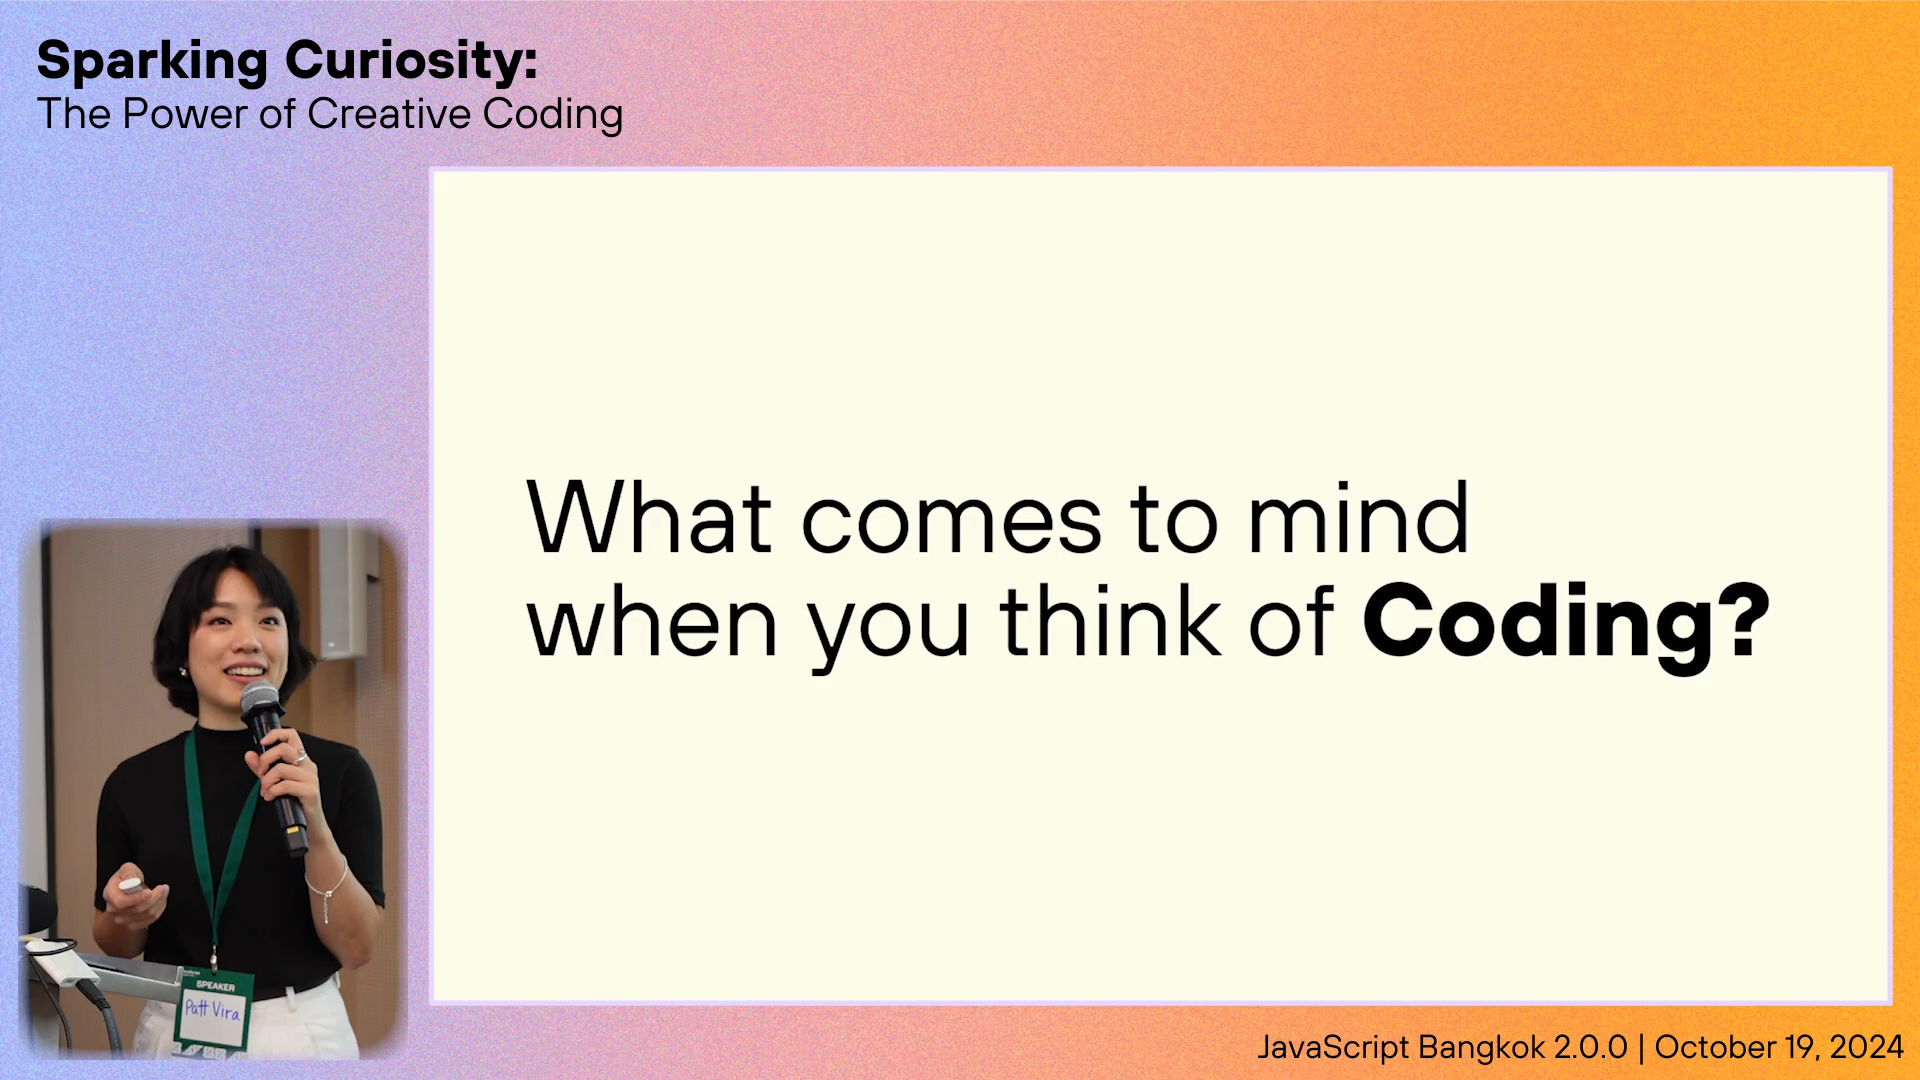 Sparking Curiosity:
The Power of Creative Coding
What comes to mind
when you think of Coding?
SPEAKER
Patt Vira
JavaScript Bangkok 2.0.0 | October 19, 2024